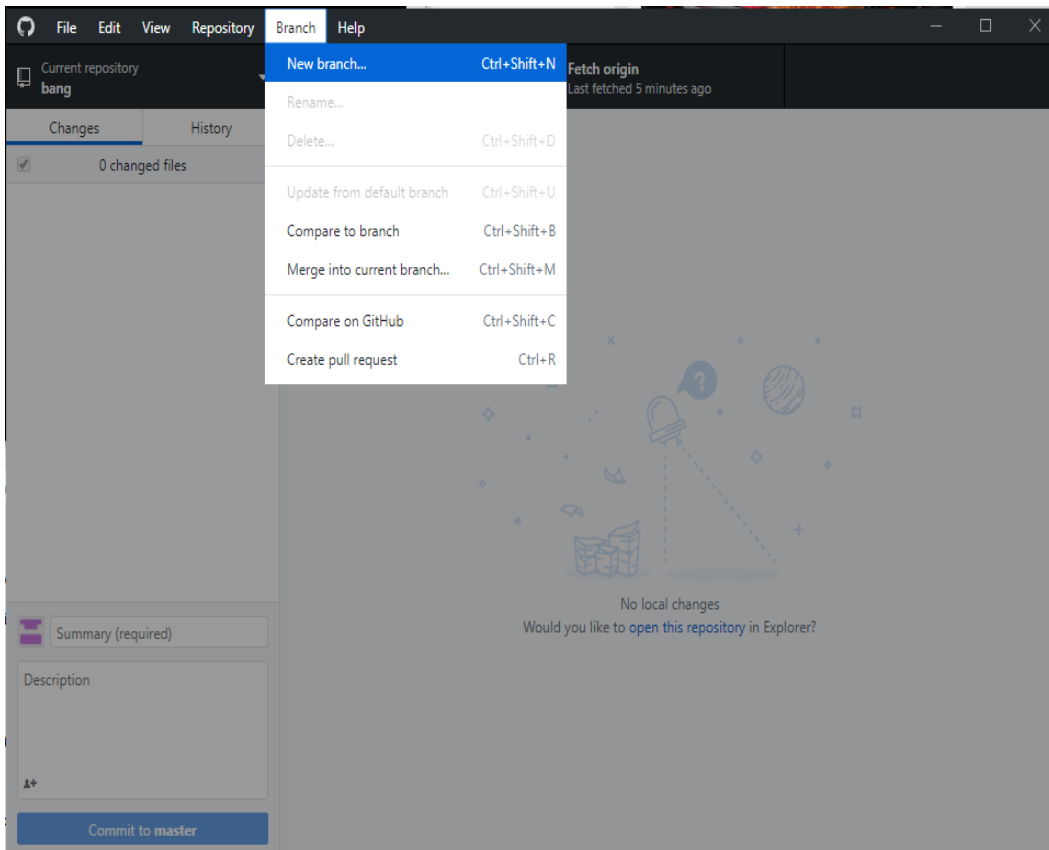 File Edit View Repository Branch Help
Current repository
bang
Fetch origin
Last fetched 5 minutes ago
Changes History
0 changed files
New branch... Ctrl+Shift+N
Rename...
Delete... Ctrl+Shift+D
Update from default branch Ctrl+Shift+U
Compare to branch Ctrl+Shift+B
Merge into current branch... Ctrl+Shift+M
Compare on GitHub Ctrl+Shift+C
Create pull request Ctrl+R
?
No local changes
Would you like to open this repository in Explorer?
Summary (required)
Description
Commit to master